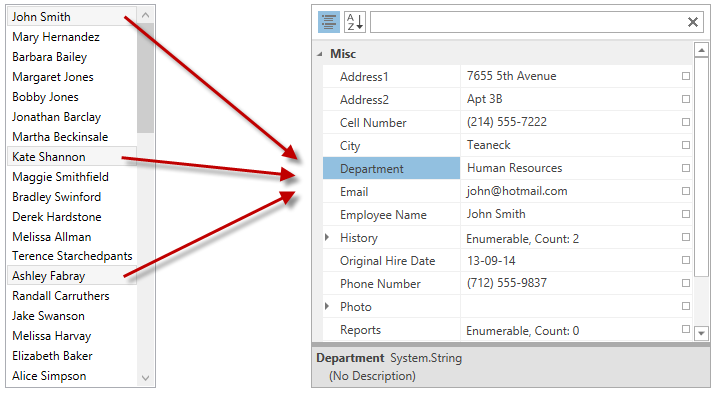 John Smith
Mary Hernandez
Barbara Bailey
Margaret Jones
Bobby Jones
Jonathan Barclay
Martha Beckinsale
Kate Shannon
Maggie Smithfield
Bradley Swinford
Derek Hardstone
Melissa Allman
Terence Starchedpants
Ashley Fabray
Randall Carruthers
Jake Swanson
Melissa Harvay
Elizabeth Baker
Alice Simpson
A Z
Misc
Address1 7655 5th Avenue
Address2 Apt 3B
Cell Number (214) 555-7222
City Teaneck
Department Human Resources
Email john@hotmail.com
Employee Name John Smith
History Enumerable, Count: 2
Original Hire Date 13-09-14
Phone Number (712) 555-9837
Photo
Reports Enumerable, Count: 0
Department System.String
(No Description)